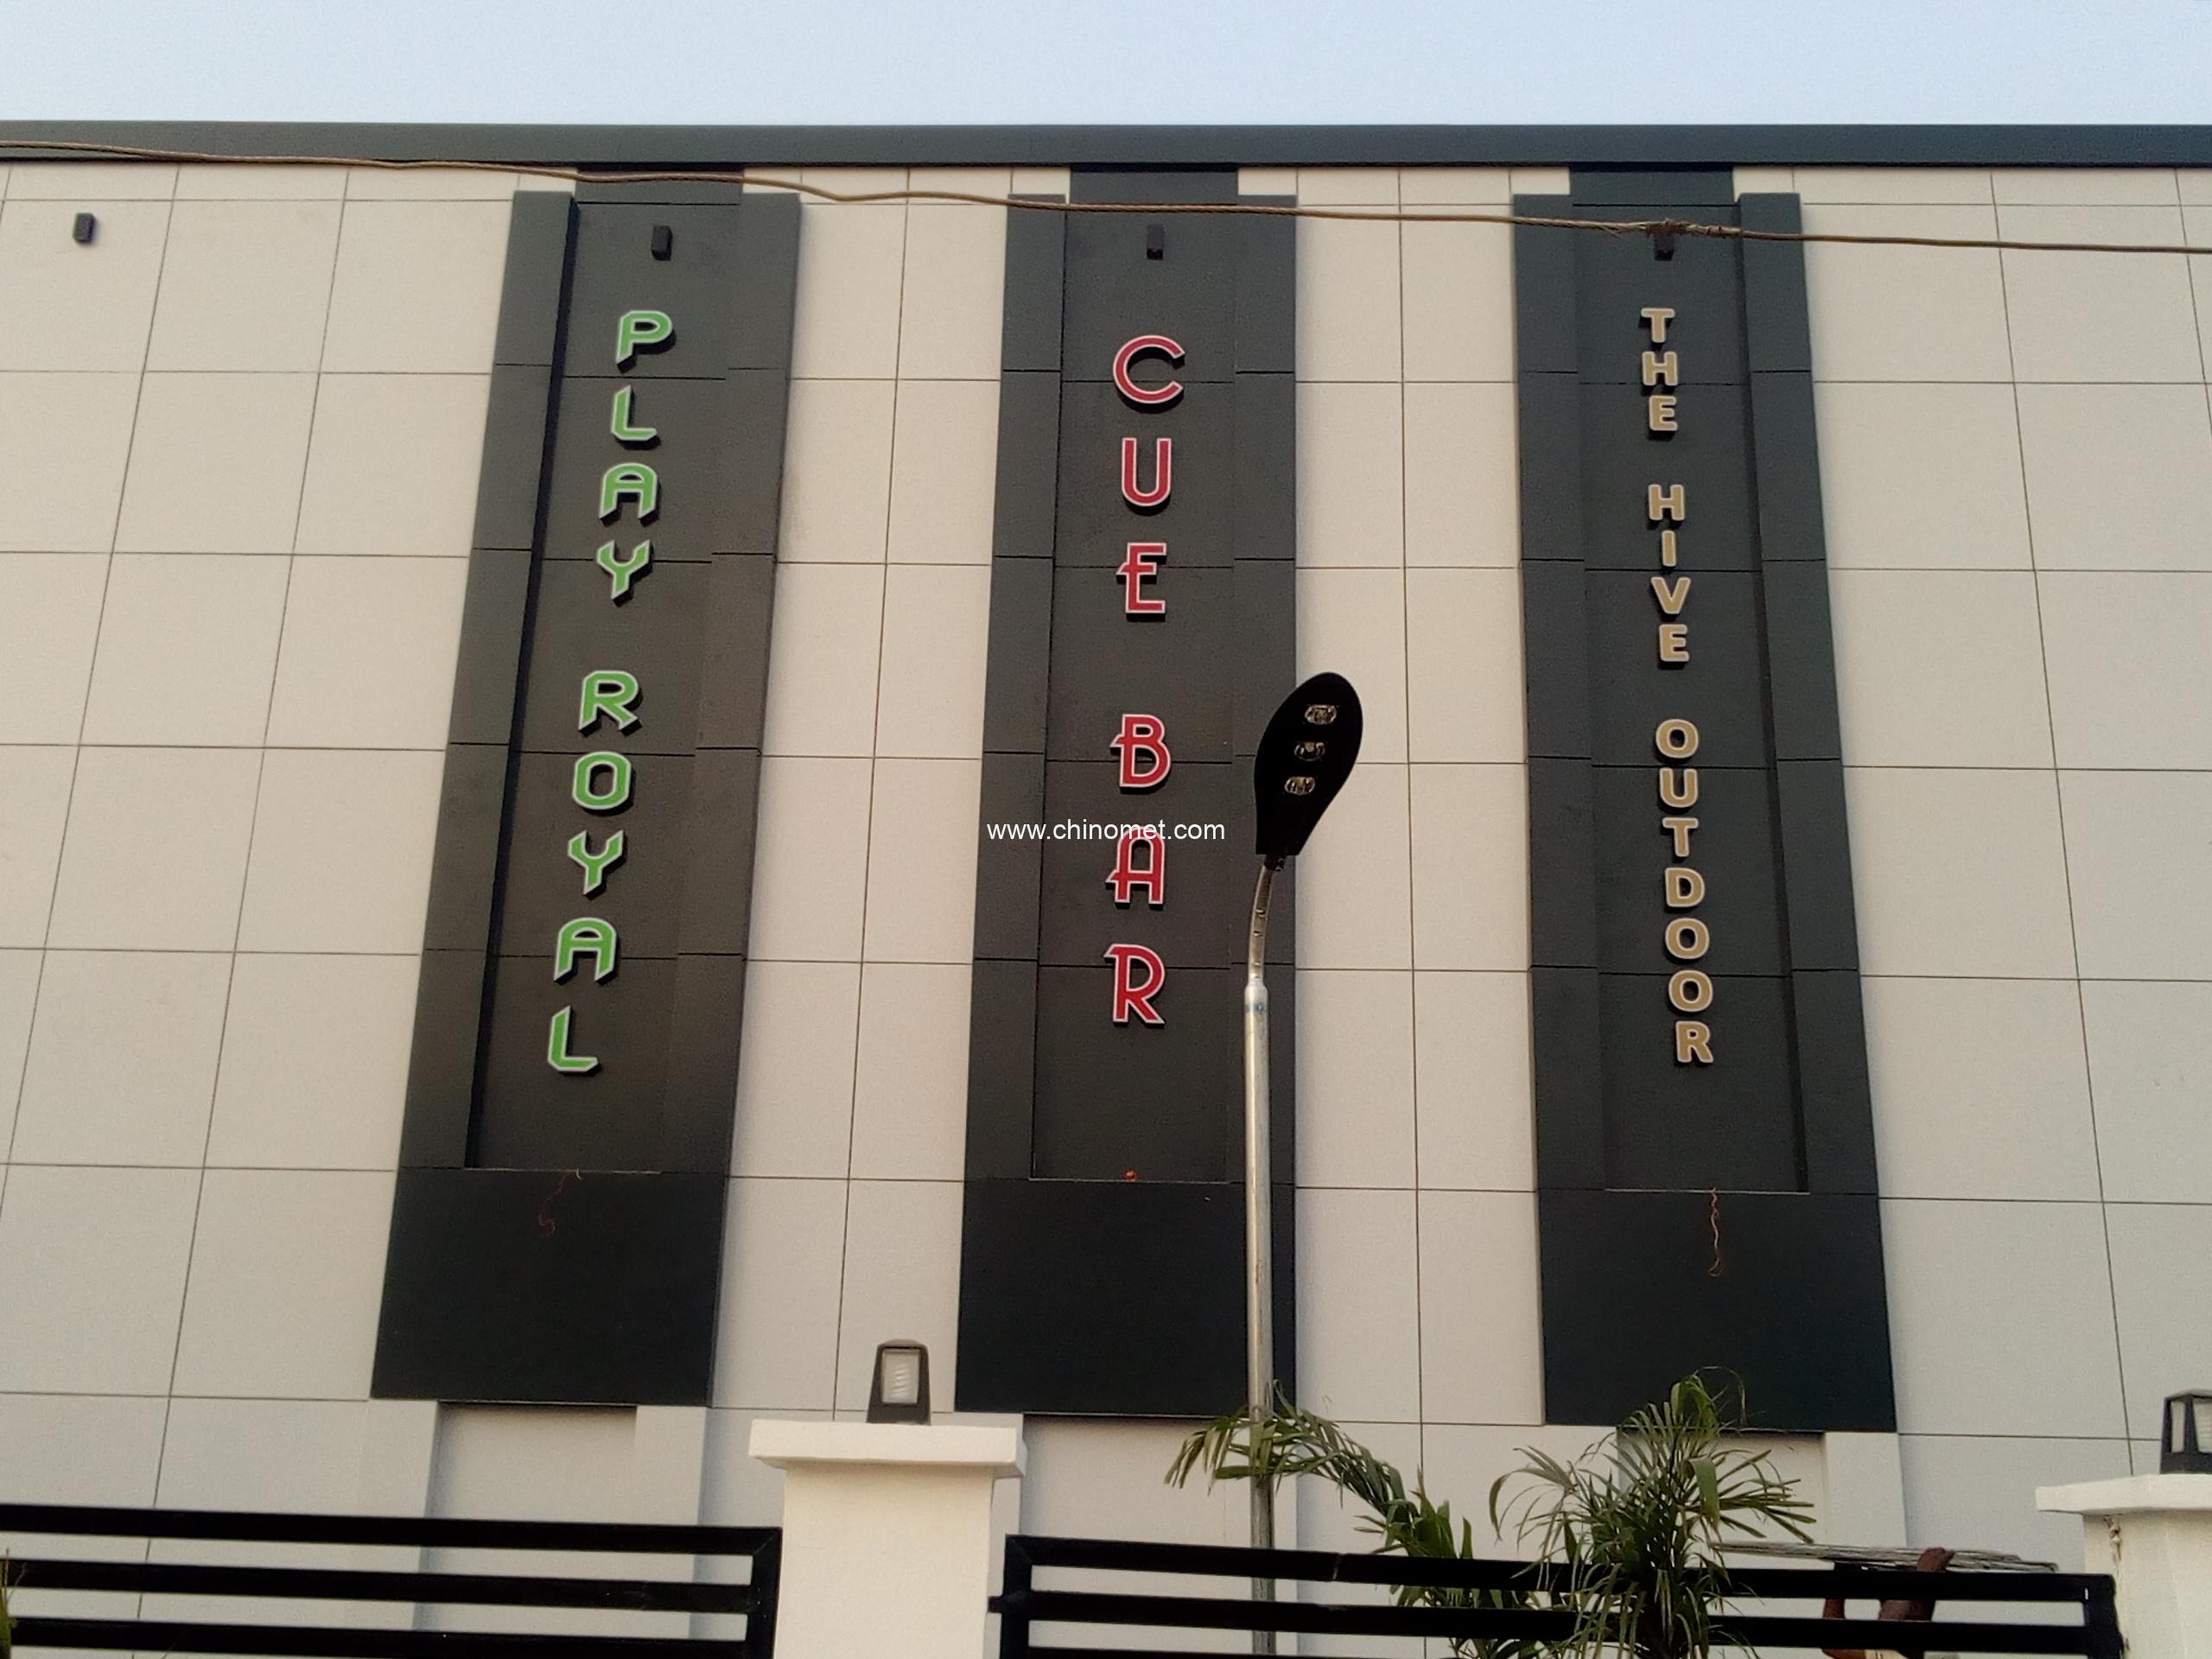 PLAY ROYAL
CUE BAR
THE HIVE OUTDOOR
www.chinomet.com